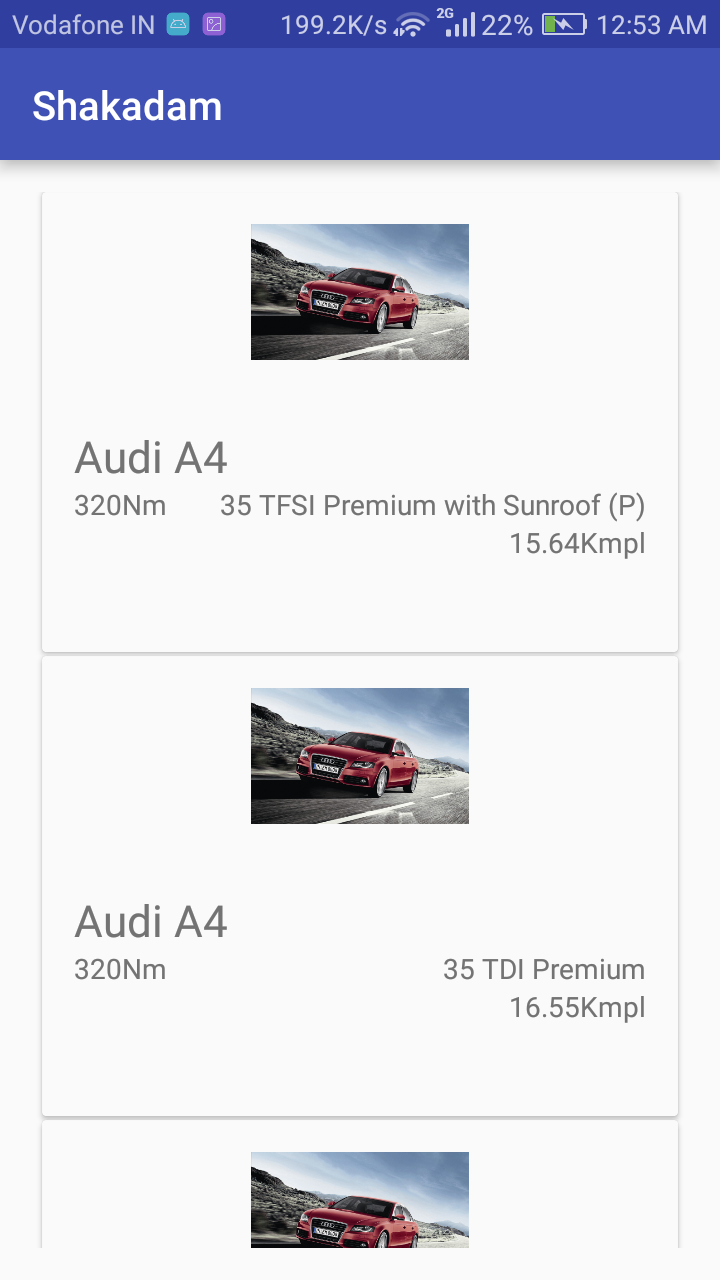 Vodafone IN 199.2K/s 2G 22% 12:53 AM
Shakadam
Audi A4
320Nm 35 TFSI Premium with Sunroof (P)
15.64Kmpl
Audi A4
320Nm 35 TDI Premium
16.55Kmpl